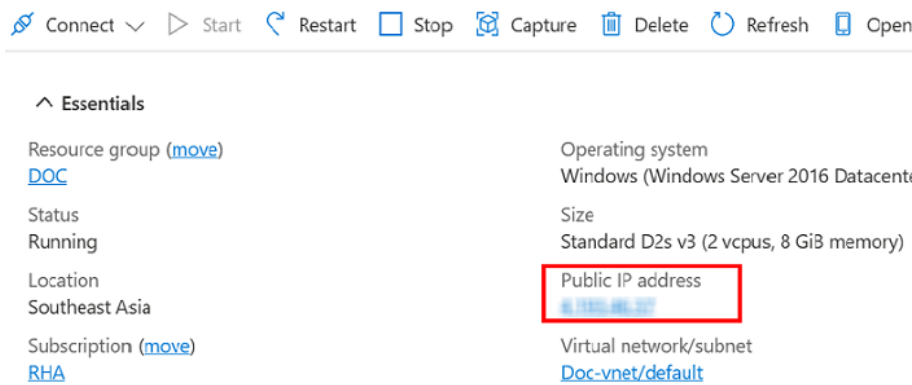 Connect Start Restart Stop Capture Delete Refresh Open
Essentials
Resource group (move)
DOC
Operating system
Windows (Windows Server 2016 Datacente
Status
Running
Size
Standard D2s v3 (2 vcpus, 8 GiB memory)
Location
Southeast Asia
Public IP address
Subscription (move)
RHA
Virtual network/subnet
Doc-vnet/default